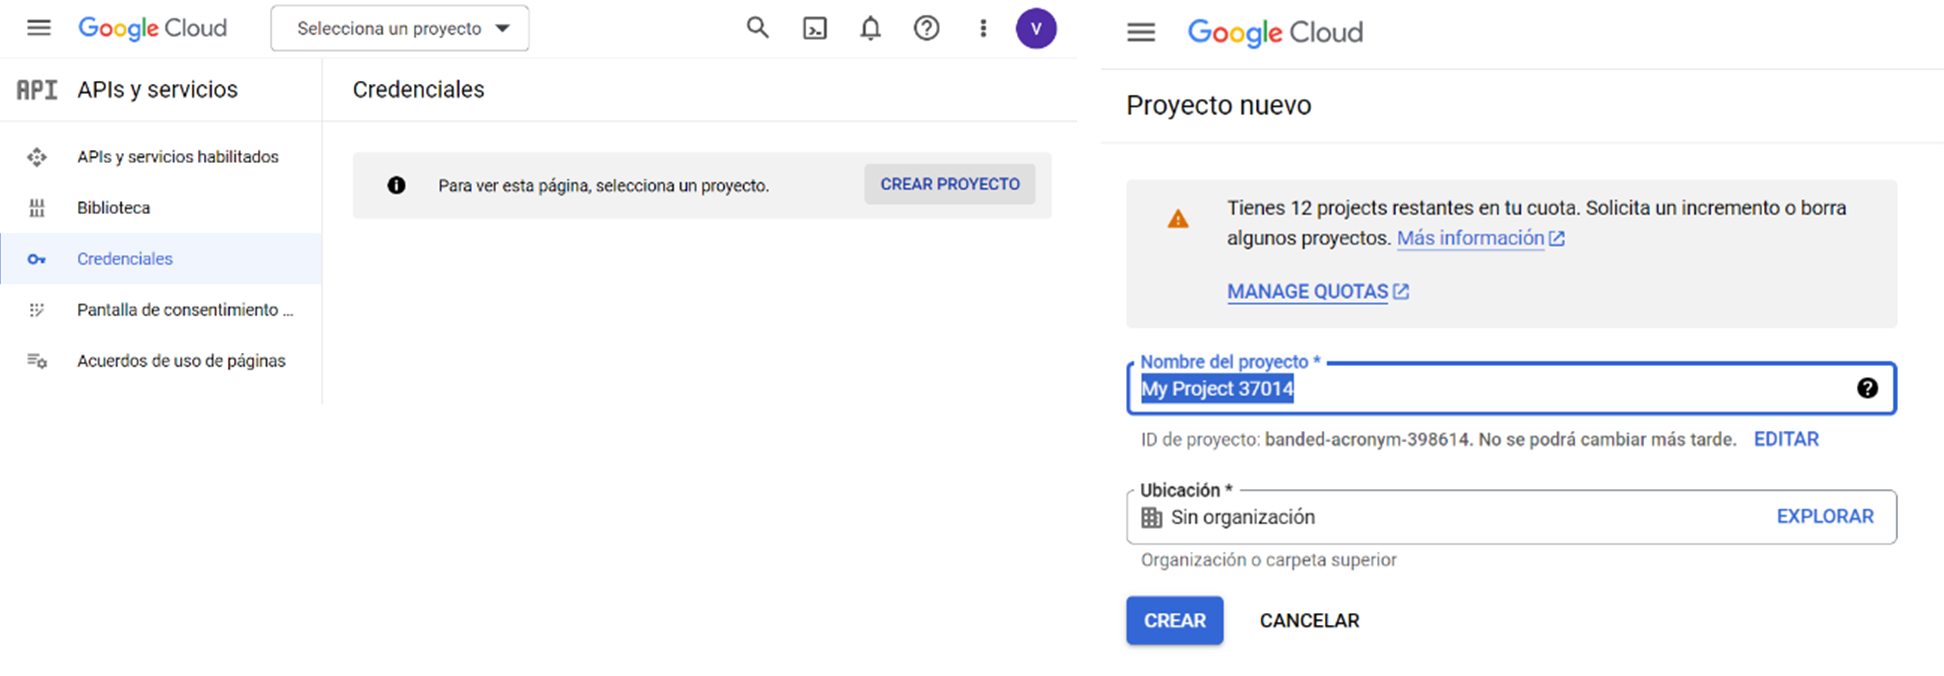 Google Cloud
Selecciona un proyecto
V
API APIs y servicios
APIs y servicios habilitados
Biblioteca
Credenciales
Pantalla de consentimiento ...
Acuerdos de uso de páginas
Credenciales
Para ver esta página, selecciona un proyecto.
CREAR PROYECTO
Google Cloud
Proyecto nuevo
Tienes 12 projects restantes en tu cuota. Solicita un incremento o borra
algunos proyectos. Más información
MANAGE QUOTAS
Nombre del proyecto *
My Project 37014
ID de proyecto: banded-acronym-398614. No se podrá cambiar más tarde. EDITAR
Ubicación *
Sin organización EXPLORAR
Organización o carpeta superior
CREAR CANCELAR